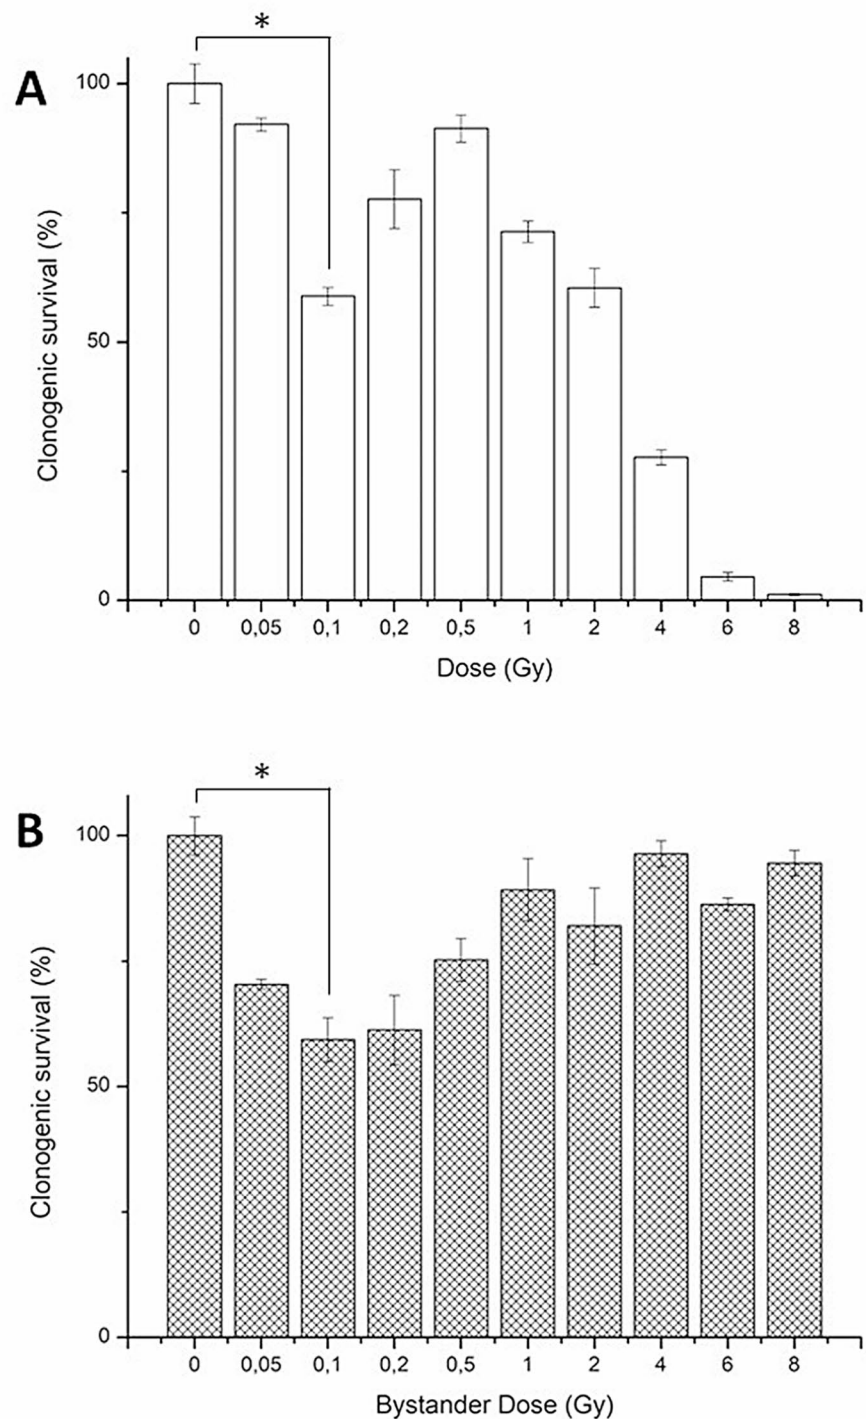 *
A
100
50
0
Clonogenic survival (%)
0 0,05 0,1 0,2 0,5 1 2 4 6 8
Dose (Gy)
*
B
100
50
0
Clonogenic survival (%)
0 0,05 0,1 0,2 0,5 1 2 4 6 8
Bystander Dose (Gy)